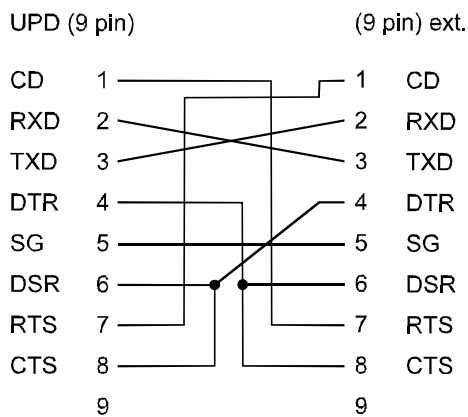 UPD (9 pin) (9 pin) ext.
CD 1 1 CD
RXD 2 2 RXD
TXD 3 3 TXD
DTR 4 4 DTR
SG 5 5 SG
DSR 6 6 DSR
RTS 7 7 RTS
CTS 8 8 CTS
9 9